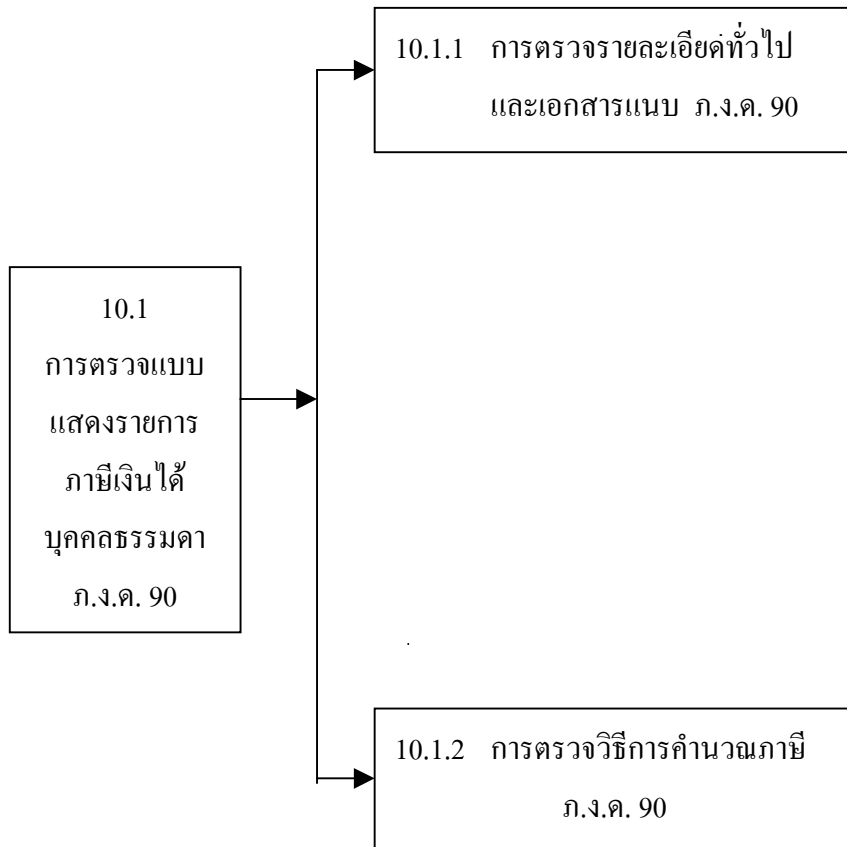 10.1.1 การตรวจรายละเอียดทั่วไป
และเอกสารแนบ ภ.ง.ด. 90
10.1
การตรวจแบบ
แสดงรายการ
ภาษีเงินได้
บุคคลธรรมดา
ภ.ง.ด. 90
10.1.2 การตรวจวิธีการคำนวณภาษี
ภ.ง.ด. 90